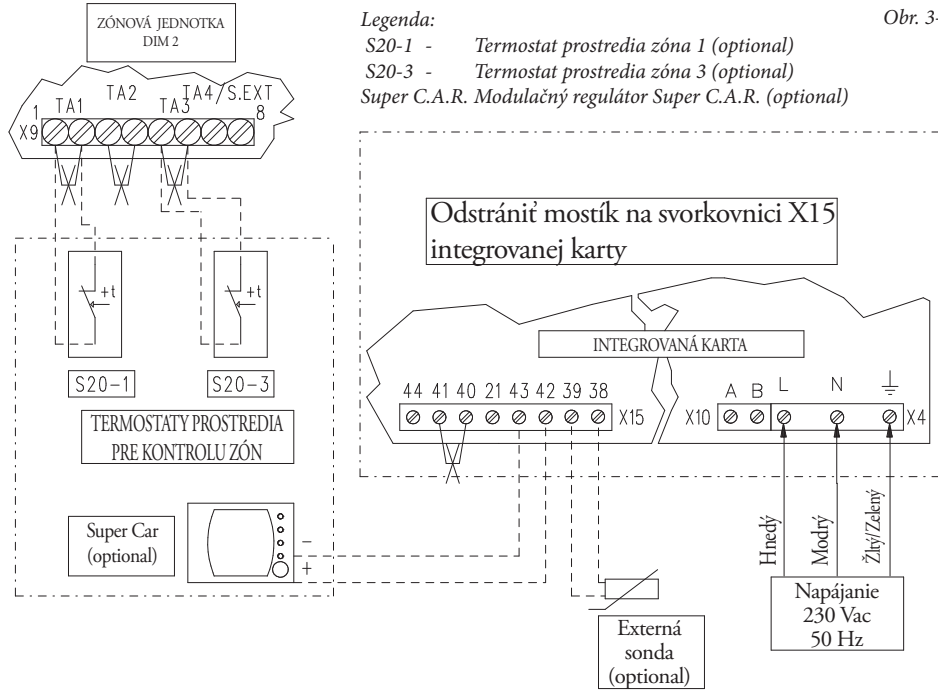 ZÓNOVÁ JEDNOTKA
DIM 2
Legenda:
S20-1 - Termostat prostredia zóna 1 (optional)
S20-3 - Termostat prostredia zóna 3 (optional)
Super C.A.R. Modulačný regulátor Super C.A.R. (optional)
Obr. 3-
1 TA1 TA2 TA3 TA4/S.EXT 8
X9
Odstrániť mostík na svorkovnici X15
integrovanej karty
+t +t
INTEGROVANÁ KARTA
S20-1 S20-3
44 41 40 21 43 42 39 38 X15
X10 A B L N X4
TERMOSTATY PROSTREDIA
PRE KONTROLU ZÓN
Super Car
(optional)
-
+
Hnedý
Modrý
Žltý/Zelený
Externá
sonda
(optional)
Napájanie
230 Vac
50 Hz